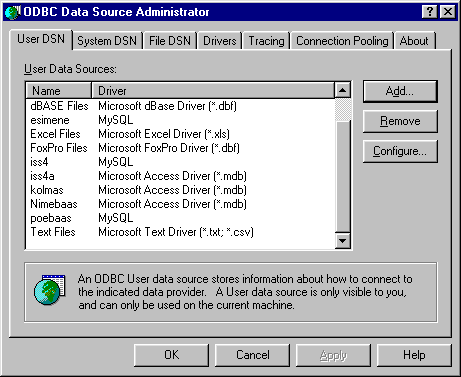 ODBC Data Source Administrator
User DSN System DSN File DSN Drivers Tracing Connection Pooling About
User Data Sources:
Name Driver
dBASE Files Microsoft dBase Driver (*.dbf)
esimene MySQL
Excel Files Microsoft Excel Driver (*.xls)
FoxPro Files Microsoft FoxPro Driver (*.dbf)
iss4 MySQL
iss4a Microsoft Access Driver (*.mdb)
kolmas Microsoft Access Driver (*.mdb)
Nimebaas Microsoft Access Driver (*.mdb)
poebaas MySQL
Text Files Microsoft Text Driver (*.txt; *.csv)
Add...
Remove
Configure...
An ODBC User data source stores information about how to connect to
the indicated data provider. A User data source is only visible to you,
and can only be used on the current machine.
OK Cancel Apply Help